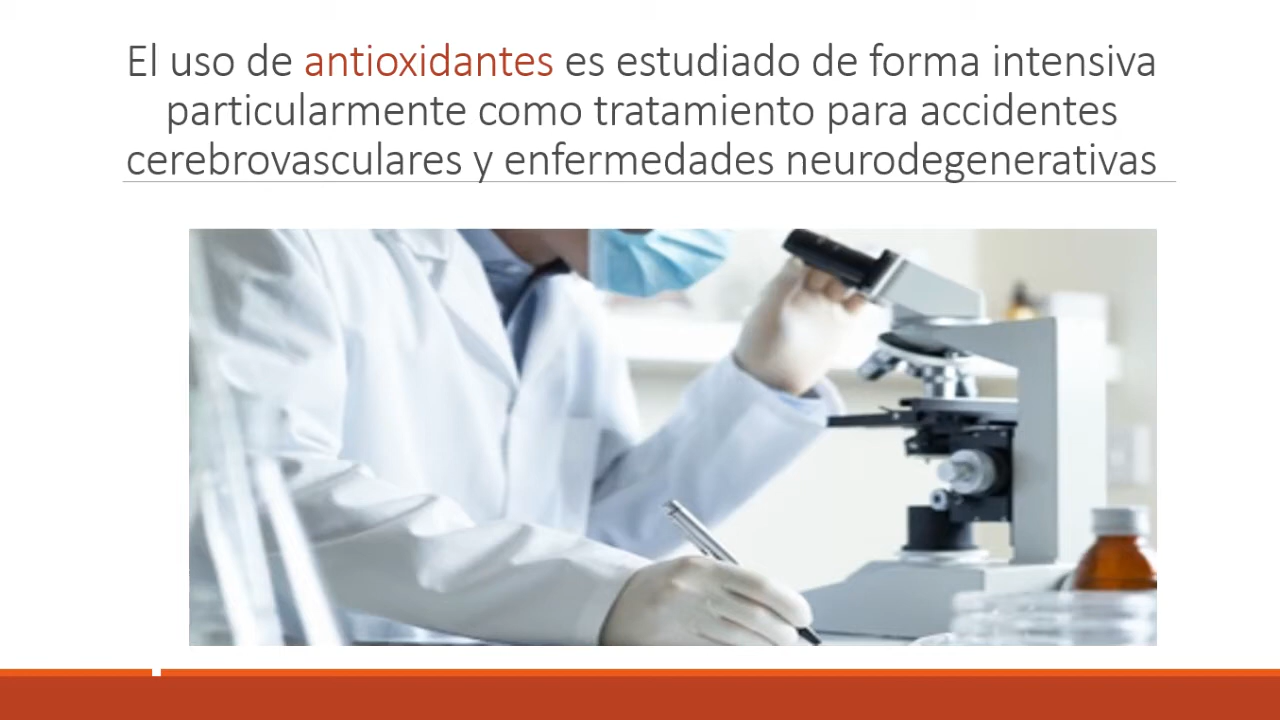 El uso de antioxidantes es estudiado de forma intensiva
particularmente como tratamiento para accidentes
cerebrovasculares y enfermedades neurodegenerativas